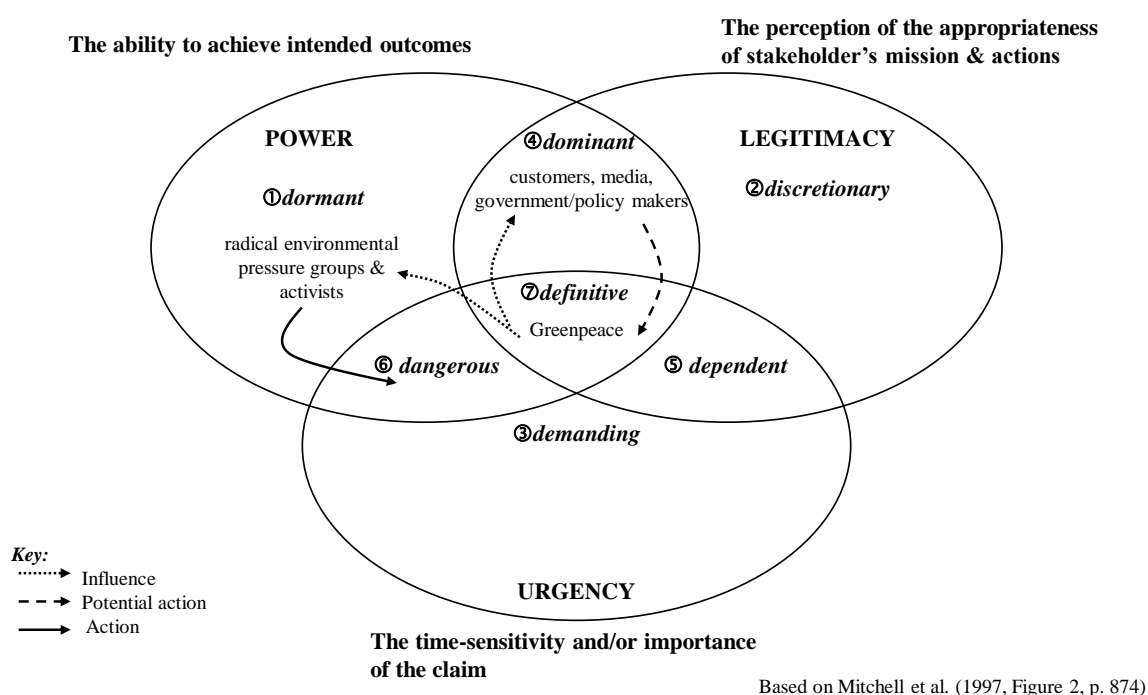 The ability to achieve intended outcomes
The perception of the appropriateness
of stakeholder's mission & actions
POWER
④dominant
LEGITIMACY
①dormant
customers, media,
government/policy makers
②discretionary
radical environmental
pressure groups &
activists
⑦definitive
Greenpeace
⑥ dangerous
⑤ dependent
③demanding
Key:
Influence
Potential action
Action
URGENCY
The time-sensitivity and/or importance
of the claim
Based on Mitchell et al. (1997, Figure 2, p. 874)